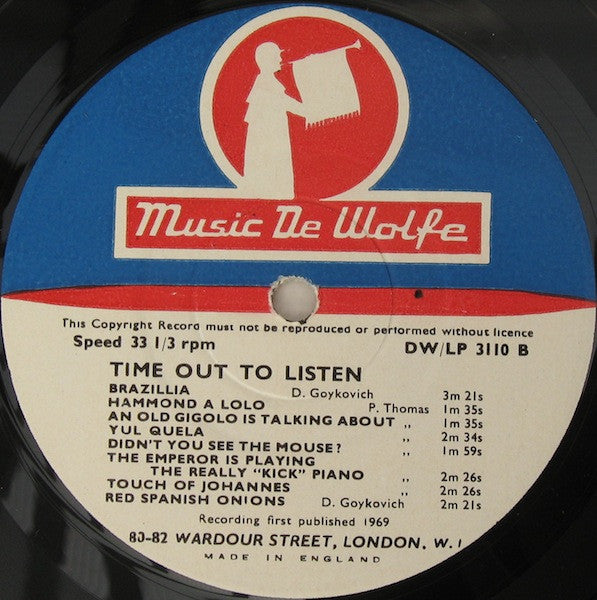 Music De Wolfe
This Copyright Record must not be reproduced or performed without licence
Speed 33 1/3 rpm DW/LP 3110 B
TIME OUT TO LISTEN
BRAZILLIA D. Goykovich 3m 21s
HAMMOND A LOLO P. Thomas 1m 35s
AN OLD GIGOLO IS TALKING ABOUT ,, 1m 35s
YUL QUELA ,, 2m 34s
DIDN'T YOU SEE THE MOUSE? ,, 1m 59s
THE EMPEROR IS PLAYING
THE REALLY "KICK" PIANO ,, 2m 26s
TOUCH OF JOHANNES ,, 2m 26s
RED SPANISH ONIONS D. Goykovich 2m 21s
Recording first published 1969
80-82 WARDOUR STREET, LONDON, W.1
MADE IN ENGLAND